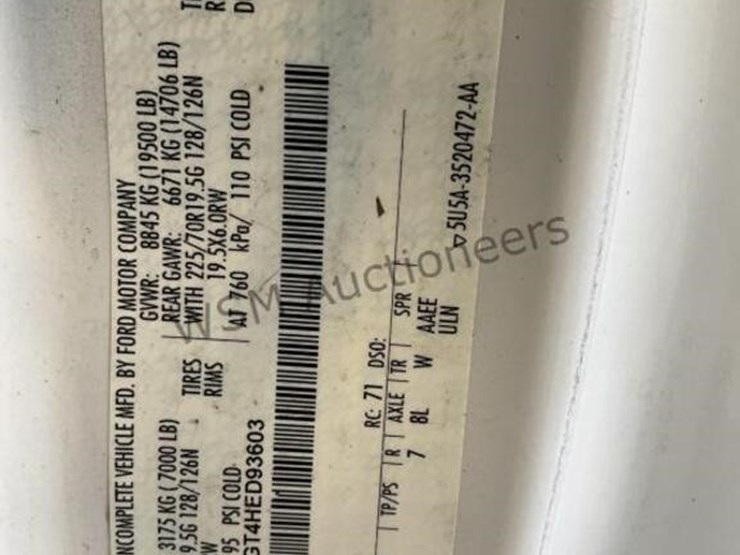 INCOMPLETE VEHICLE MFD. BY FORD MOTOR COMPANY
GVWR: 8845 KG (19500 LB)
3175 KG ( 7000 LB) REAR GAWR: 6671 KG (14706 LB)
9.5G 128/126N TIRES WITH 225/70R19.5G 128/126N
RIMS 19.5X6.0RW
95 PSI COLD AT 760 kPa/ 110 PSI COLD
GT4HED93603
RC: 71 DSO:
TP/PS R AXLE TR SPR
7 8L W AAEE
ULN
▽5U5A-3520472-AA
WSM Auctioneers